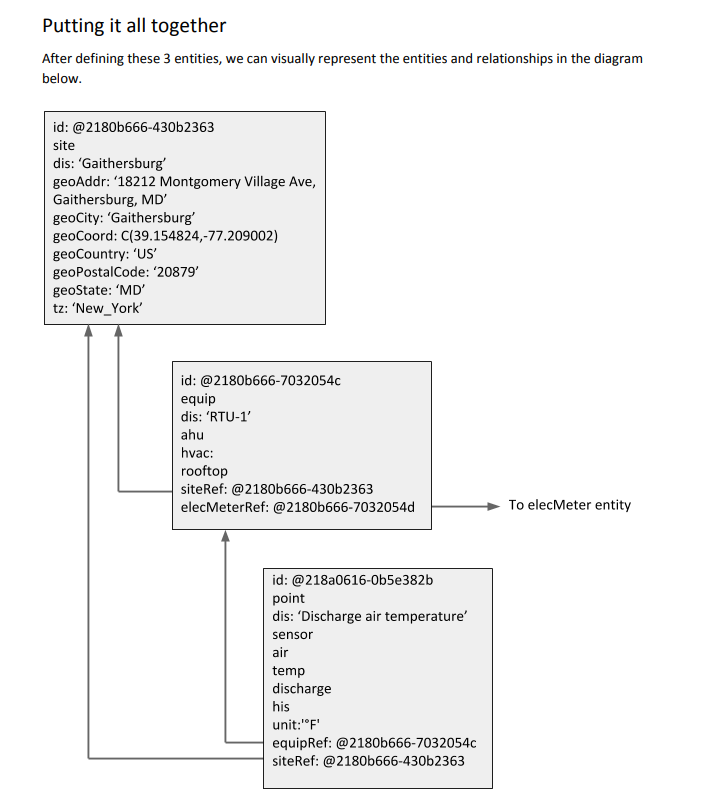 Putting it all together
After defining these 3 entities, we can visually represent the entities and relationships in the diagram
below.
id: @2180b666-430b2363
site
dis: ‘Gaithersburg’
geoAddr: ‘18212 Montgomery Village Ave,
Gaithersburg, MD’
geoCity: ‘Gaithersburg’
geoCoord: C(39.154824,-77.209002)
geoCountry: ‘US’
geoPostalCode: ‘20879’
geoState: ‘MD’
tz: ‘New_York’
id: @2180b666-7032054c
equip
dis: ‘RTU-1’
ahu
hvac:
rooftop
siteRef: @2180b666-430b2363
elecMeterRef: @2180b666-7032054d
To elecMeter entity
id: @218a0616-0b5e382b
point
dis: ‘Discharge air temperature’
sensor
air
temp
discharge
his
unit:'°F'
equipRef: @2180b666-7032054c
siteRef: @2180b666-430b2363